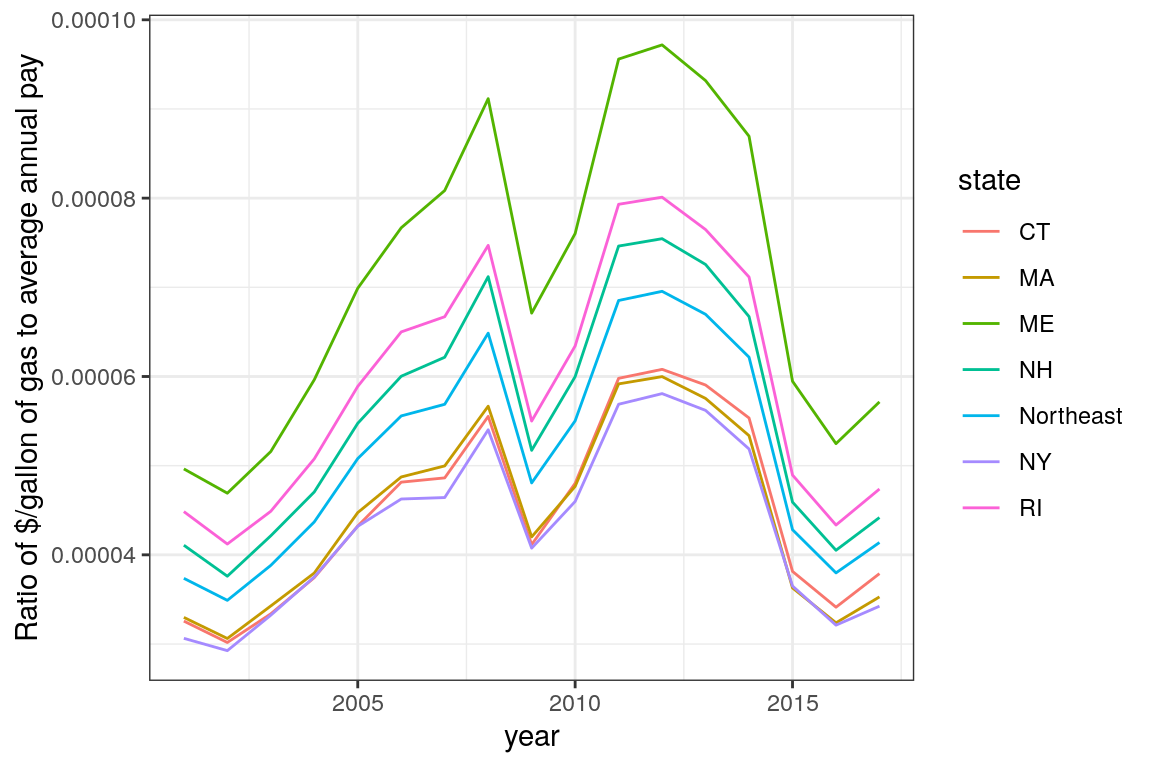 Ratio of $/gallon of gas to average annual pay
0.00010
0.00008
0.00006
0.00004
2005
2010
2015
year
state
CT
MA
ME
NH
Northeast
NY
RI